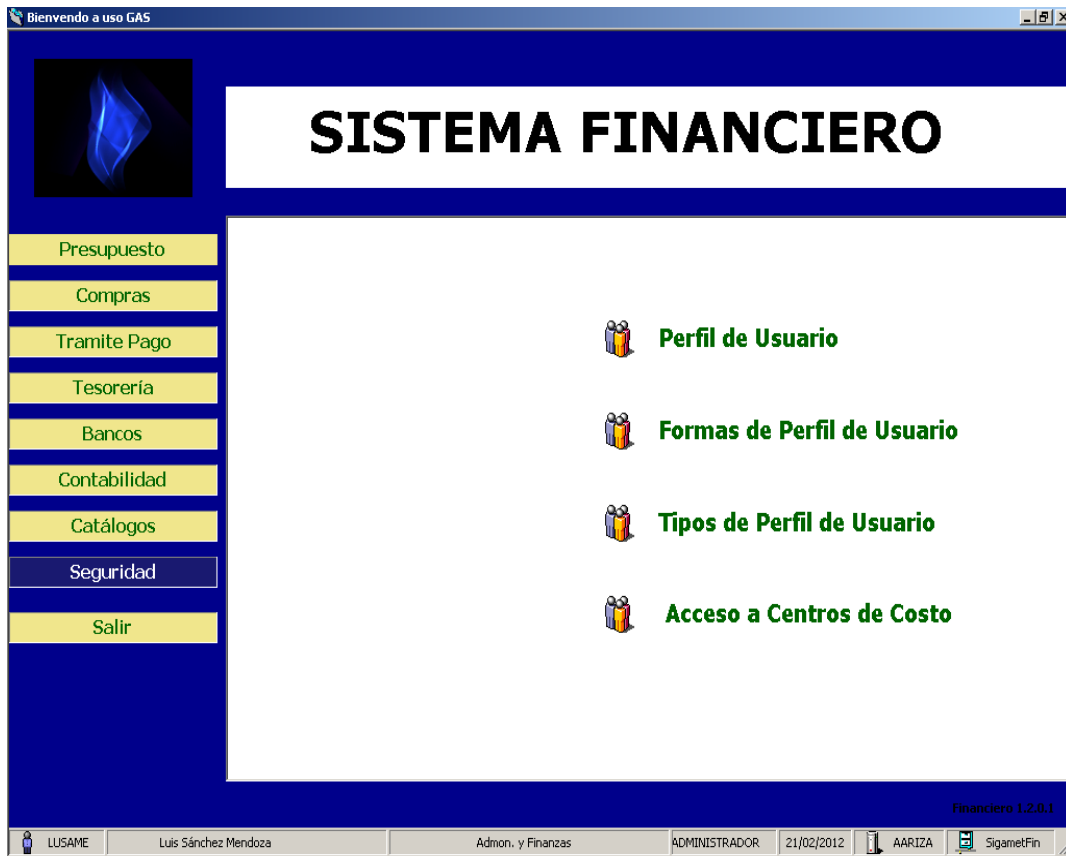 Bienvendo a uso GAS
SISTEMA FINANCIERO
Presupuesto
Compras
Tramite Pago
Tesorería
Bancos
Contabilidad
Catálogos
Seguridad
Salir
Perfil de Usuario
Formas de Perfil de Usuario
Tipos de Perfil de Usuario
Acceso a Centros de Costo
Financiero 1.2.0.1
LUSAME Luis Sánchez Mendoza Admon. y Finanzas ADMINISTRADOR 21/02/2012 AARIZA SigametFin